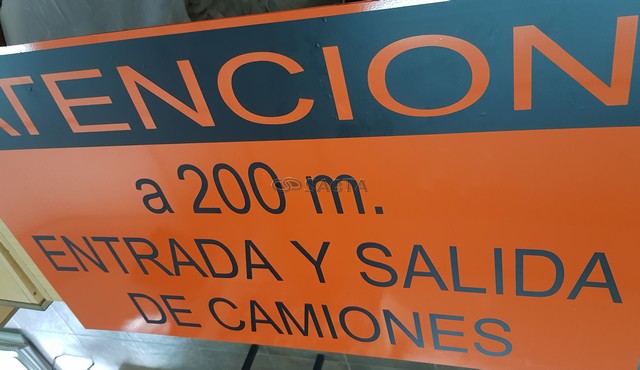 ATENCION
a 200 m.
ENTRADA Y SALIDA
DE CAMIONES